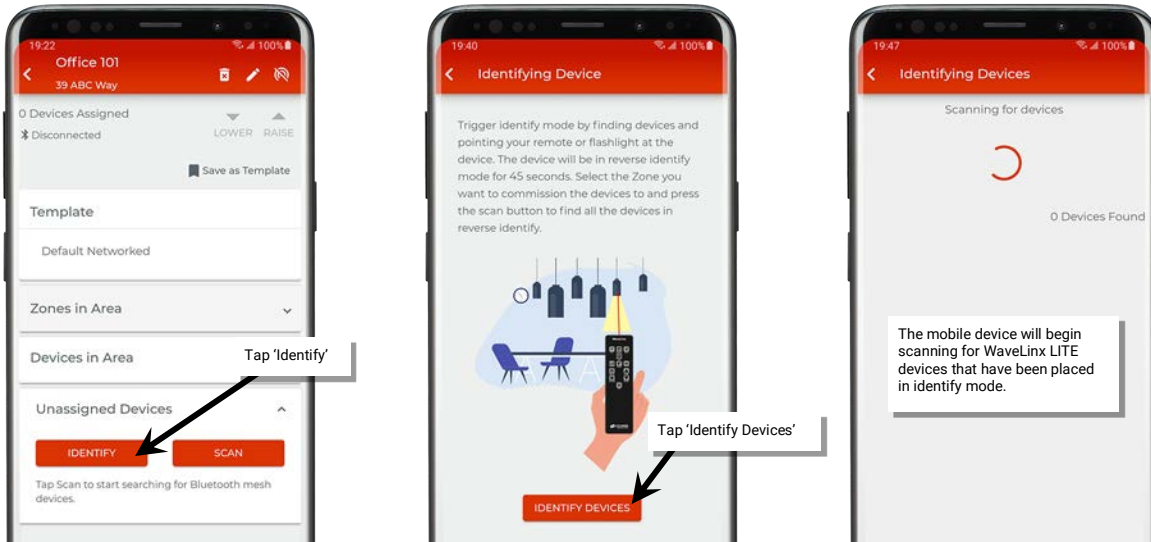 19:22
100%
Office 101
39 ABC Way
0 Devices Assigned
Disconnected
LOWER RAISE
Save as Template
Template
Default Networked
Zones in Area
Devices in Area
Tap ‘Identify’
Unassigned Devices
IDENTIFY
SCAN
Tap Scan to start searching for Bluetooth mesh
devices.
19:40
100%
Identifying Device
Trigger identify mode by finding devices and
pointing your remote or flashlight at the
device. The device will be in reverse identify
mode for 45 seconds. Select the Zone you
want to commission the devices to and press
the scan button to find all the devices in
reverse identify.
Tap ‘Identify Devices’
IDENTIFY DEVICES
19:47
100%
Identifying Devices
Scanning for devices
0 Devices Found
The mobile device will begin
scanning for WaveLinx LITE
devices that have been placed
in identify mode.